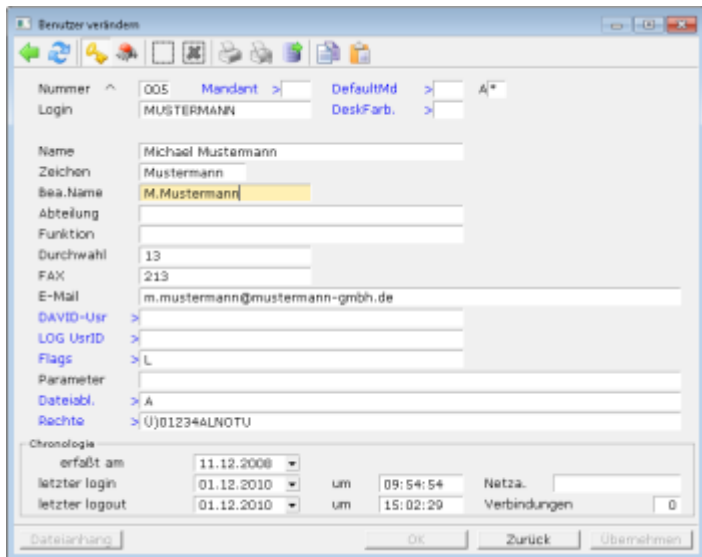 Benutzer verändern
Nummer ^ 005 Mandant > DefaultMd > A *
Login MUSTERMANN DeskFarb. >
Name Michael Mustermann
Zeichen Mustermann
Bea.Name M.Mustermann
Abteilung
Funktion
Durchwahl 13
FAX 213
E-Mail m.mustermann@mustermann-gmbh.de
DAVID-Usr >
LOG UsrID >
Flags > L
Parameter
Dateiabl. > A
Rechte > Ü)01234ALNOTU
Chronologie
erfaßt am 11.12.2008
letzter login 01.12.2010 um 09:54:54 Netza.
letzter logout 01.12.2010 um 15:02:29 Verbindungen 0
Dateianhang OK Zurück Übernehmen